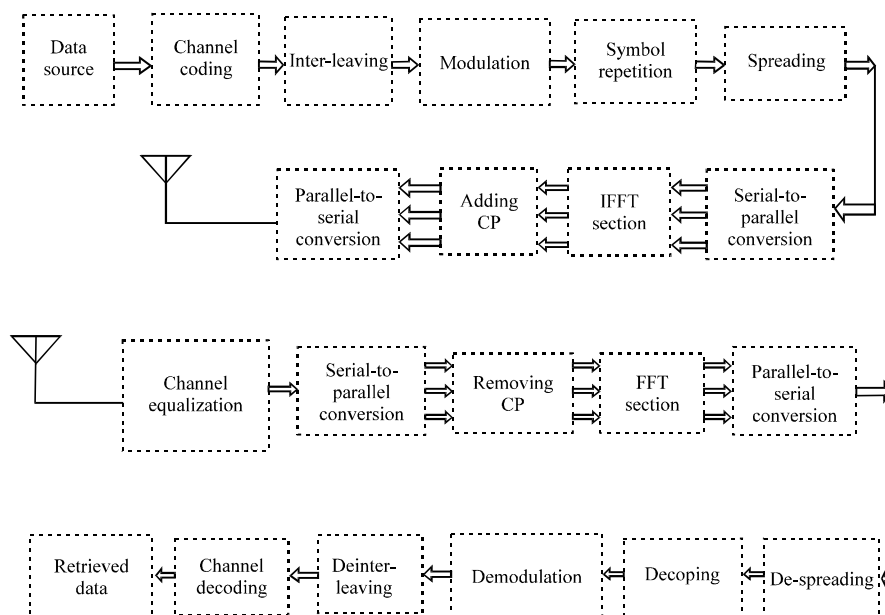 Data
source
Channel
coding
Inter-leaving
Modulation
Symbol
repetition
Spreading
Parallel-to-
serial
conversion
Adding
CP
IFFT
section
Serial-to-
parallel
conversion
Channel
equalization
Serial-to-
parallel
conversion
Removing
CP
FFT
section
Parallel-to-
serial
conversion
Retrieved
data
Channel
decoding
Deinter-
leaving
Demodulation
Decoping
De-spreading